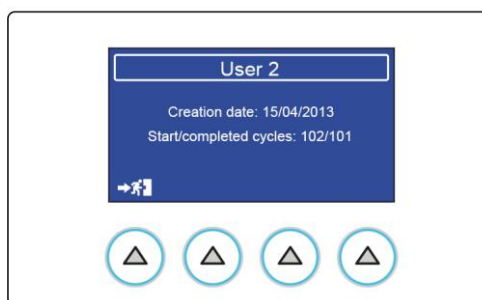 User 2
Creation date: 15/04/2013
Start/completed cycles: 102/101